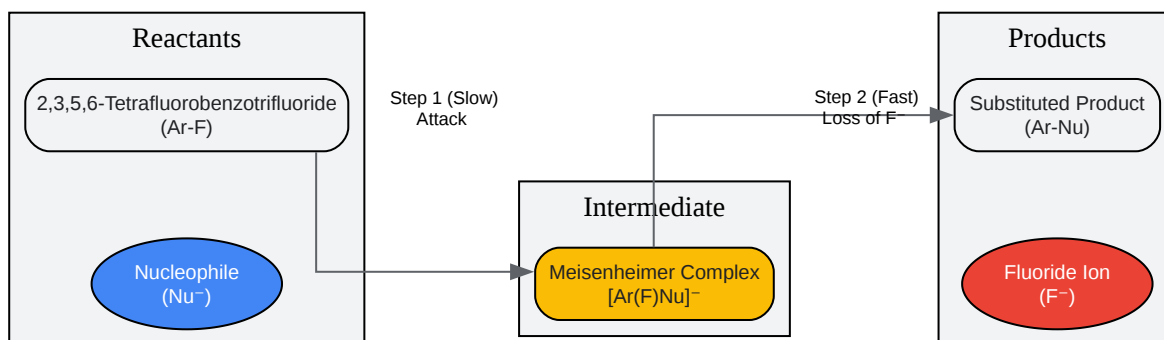 Reactants
2,3,5,6-Tetrafluorobenzotrifluoride
(Ar-F)
Nucleophile
(Nu⁻)
Step 1 (Slow)
Attack
Intermediate
Meisenheimer Complex
[Ar(F)Nu]⁻
Step 2 (Fast)
Loss of F⁻
Products
Substituted Product
(Ar-Nu)
Fluoride Ion
(F⁻)